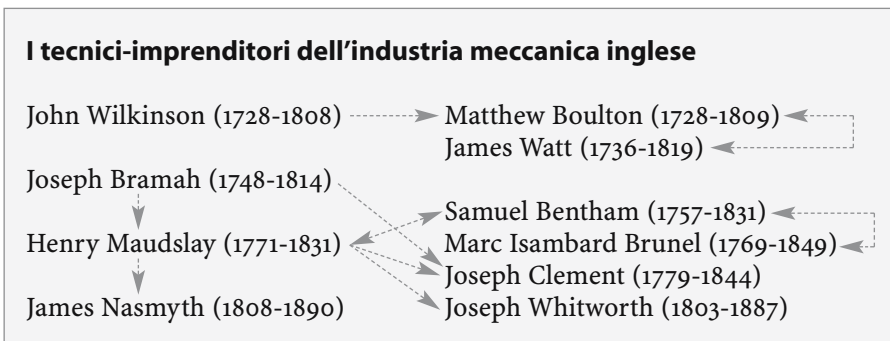 I tecnici-imprenditori dell’industria meccanica inglese
John Wilkinson (1728-1808)
Matthew Boulton (1728-1809)
James Watt (1736-1819)
Joseph Bramah (1748-1814)
Samuel Bentham (1757-1831)
Henry Maudslay (1771-1831)
Marc Isambard Brunel (1769-1849)
Joseph Clement (1779-1844)
James Nasmyth (1808-1890)
Joseph Whitworth (1803-1887)